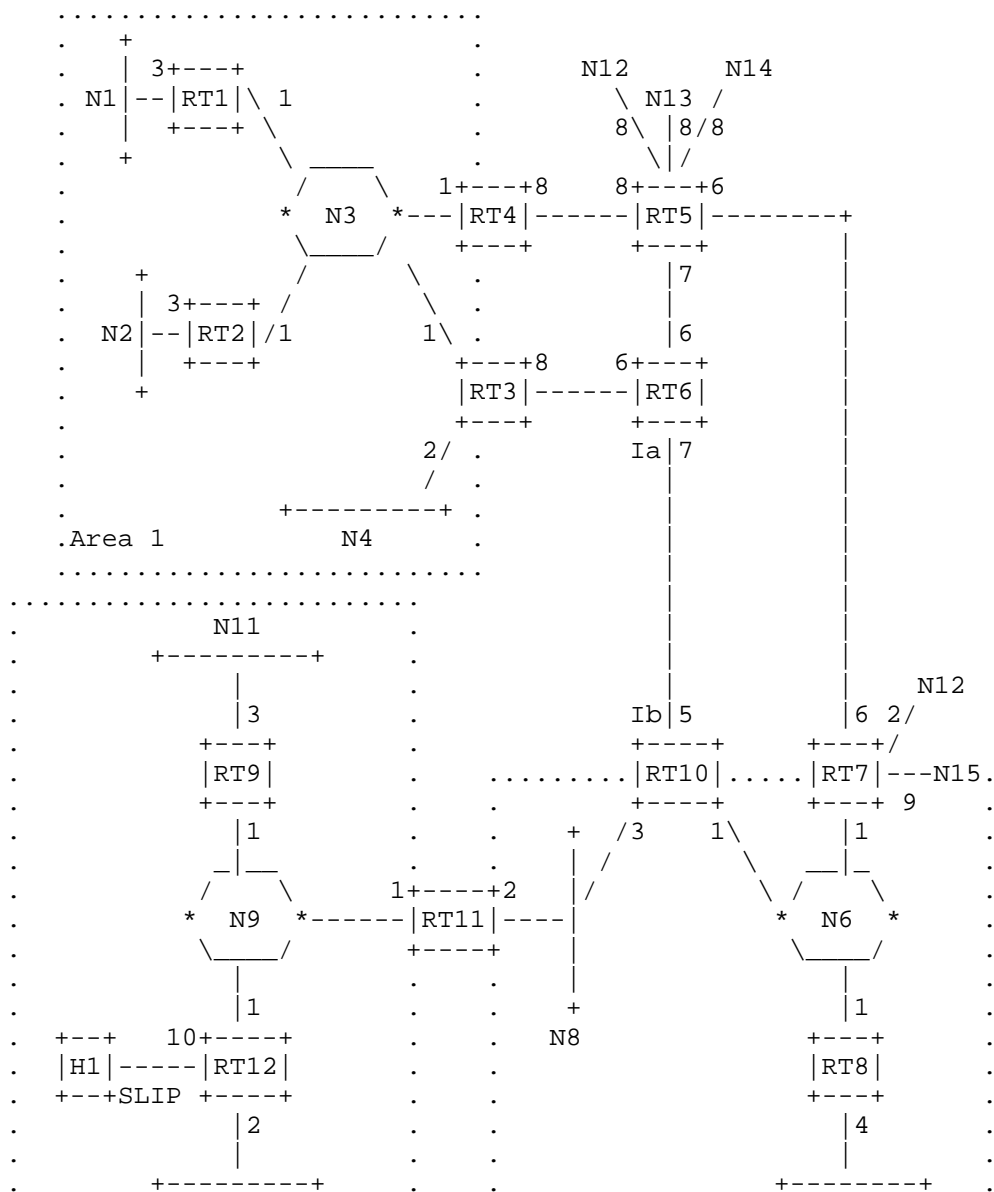 3
N12 N14
N1 RT1 1 N13
8 8 8
1 8 8 6
N3 RT4 RT5
7
3
N2 RT2 1 1 6
8 6
RT3 RT6
2 Ia 7
Area 1 N4
N11
N12
3 Ib 5 6 2
RT9 RT10 RT7 N15
9
1 3 1 1
1 2
N9 RT11 N6
1 1
10 N8
H1 RT12 RT8
SLIP
2 4